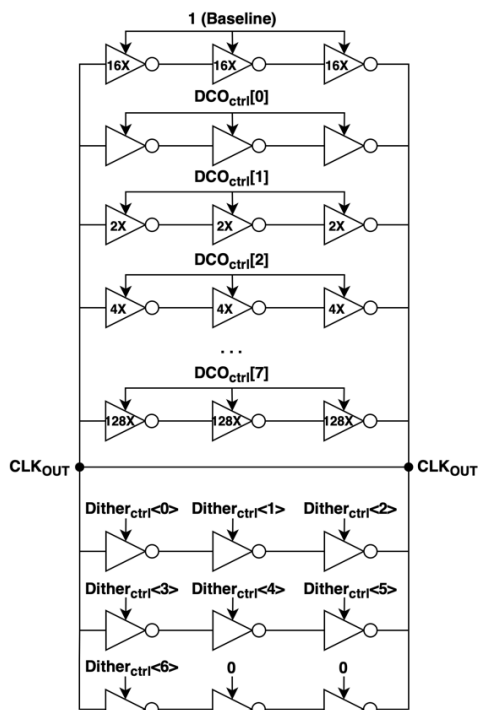 1 (Baseline)
16X 16X 16X
DCOctrl[0]
DCOctrl[1]
2X 2X 2X
DCOctrl[2]
4X 4X 4X
...
DCOctrl[7]
128X 128X 128X
CLKOUT CLKOUT
Ditherctrl<0> Ditherctrl<1> Ditherctrl<2>
Ditherctrl<3> Ditherctrl<4> Ditherctrl<5>
Ditherctrl<6> 0 0